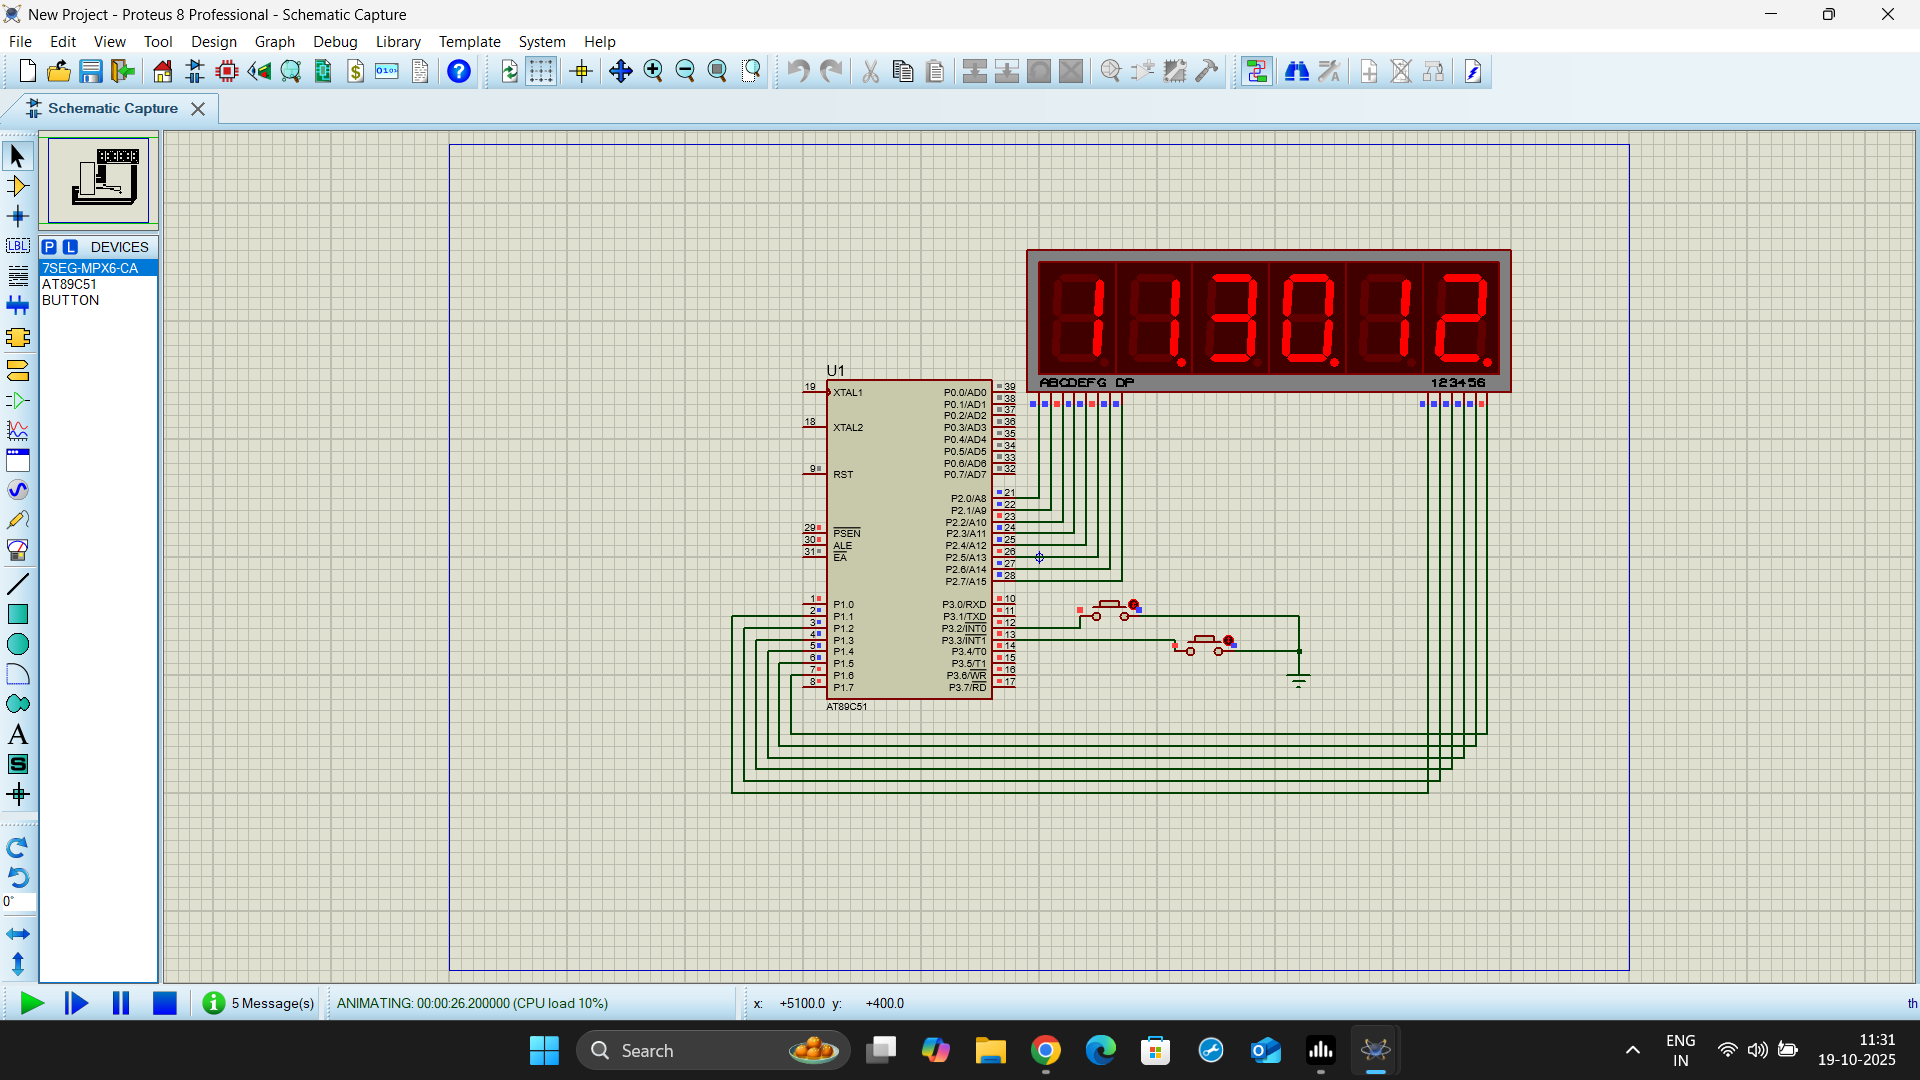 New Project - Proteus 8 Professional - Schematic Capture
File Edit View Tool Design Graph Debug Library Template System Help
Schematic Capture
P L DEVICES
7SEG-MPX6-CA
AT89C51
BUTTON
LBL
A
S
0°
113.0.12.
ABCDEFG DP
123456
U1
19 XTAL1
18 XTAL2
9 RST
29 PSEN
30 ALE
31 EA
1 P1.0
2 P1.1
3 P1.2
4 P1.3
5 P1.4
6 P1.5
7 P1.6
8 P1.7
P0.0/AD0 39
P0.1/AD1 38
P0.2/AD2 37
P0.3/AD3 36
P0.4/AD4 35
P0.5/AD5 34
P0.6/AD6 33
P0.7/AD7 32
P2.0/A8 21
P2.1/A9 22
P2.2/A10 23
P2.3/A11 24
P2.4/A12 25
P2.5/A13 26
P2.6/A14 27
P2.7/A15 28
P3.0/RXD 10
P3.1/TXD 11
P3.2/INT0 12
P3.3/INT1 13
P3.4/T0 14
P3.5/T1 15
P3.6/WR 16
P3.7/RD 17
AT89C51
5 Message(s) ANIMATING: 00:00:26.200000 (CPU load 10%) x: +5100.0 y: +400.0 th
Search
ENG
IN
11:31
19-10-2025